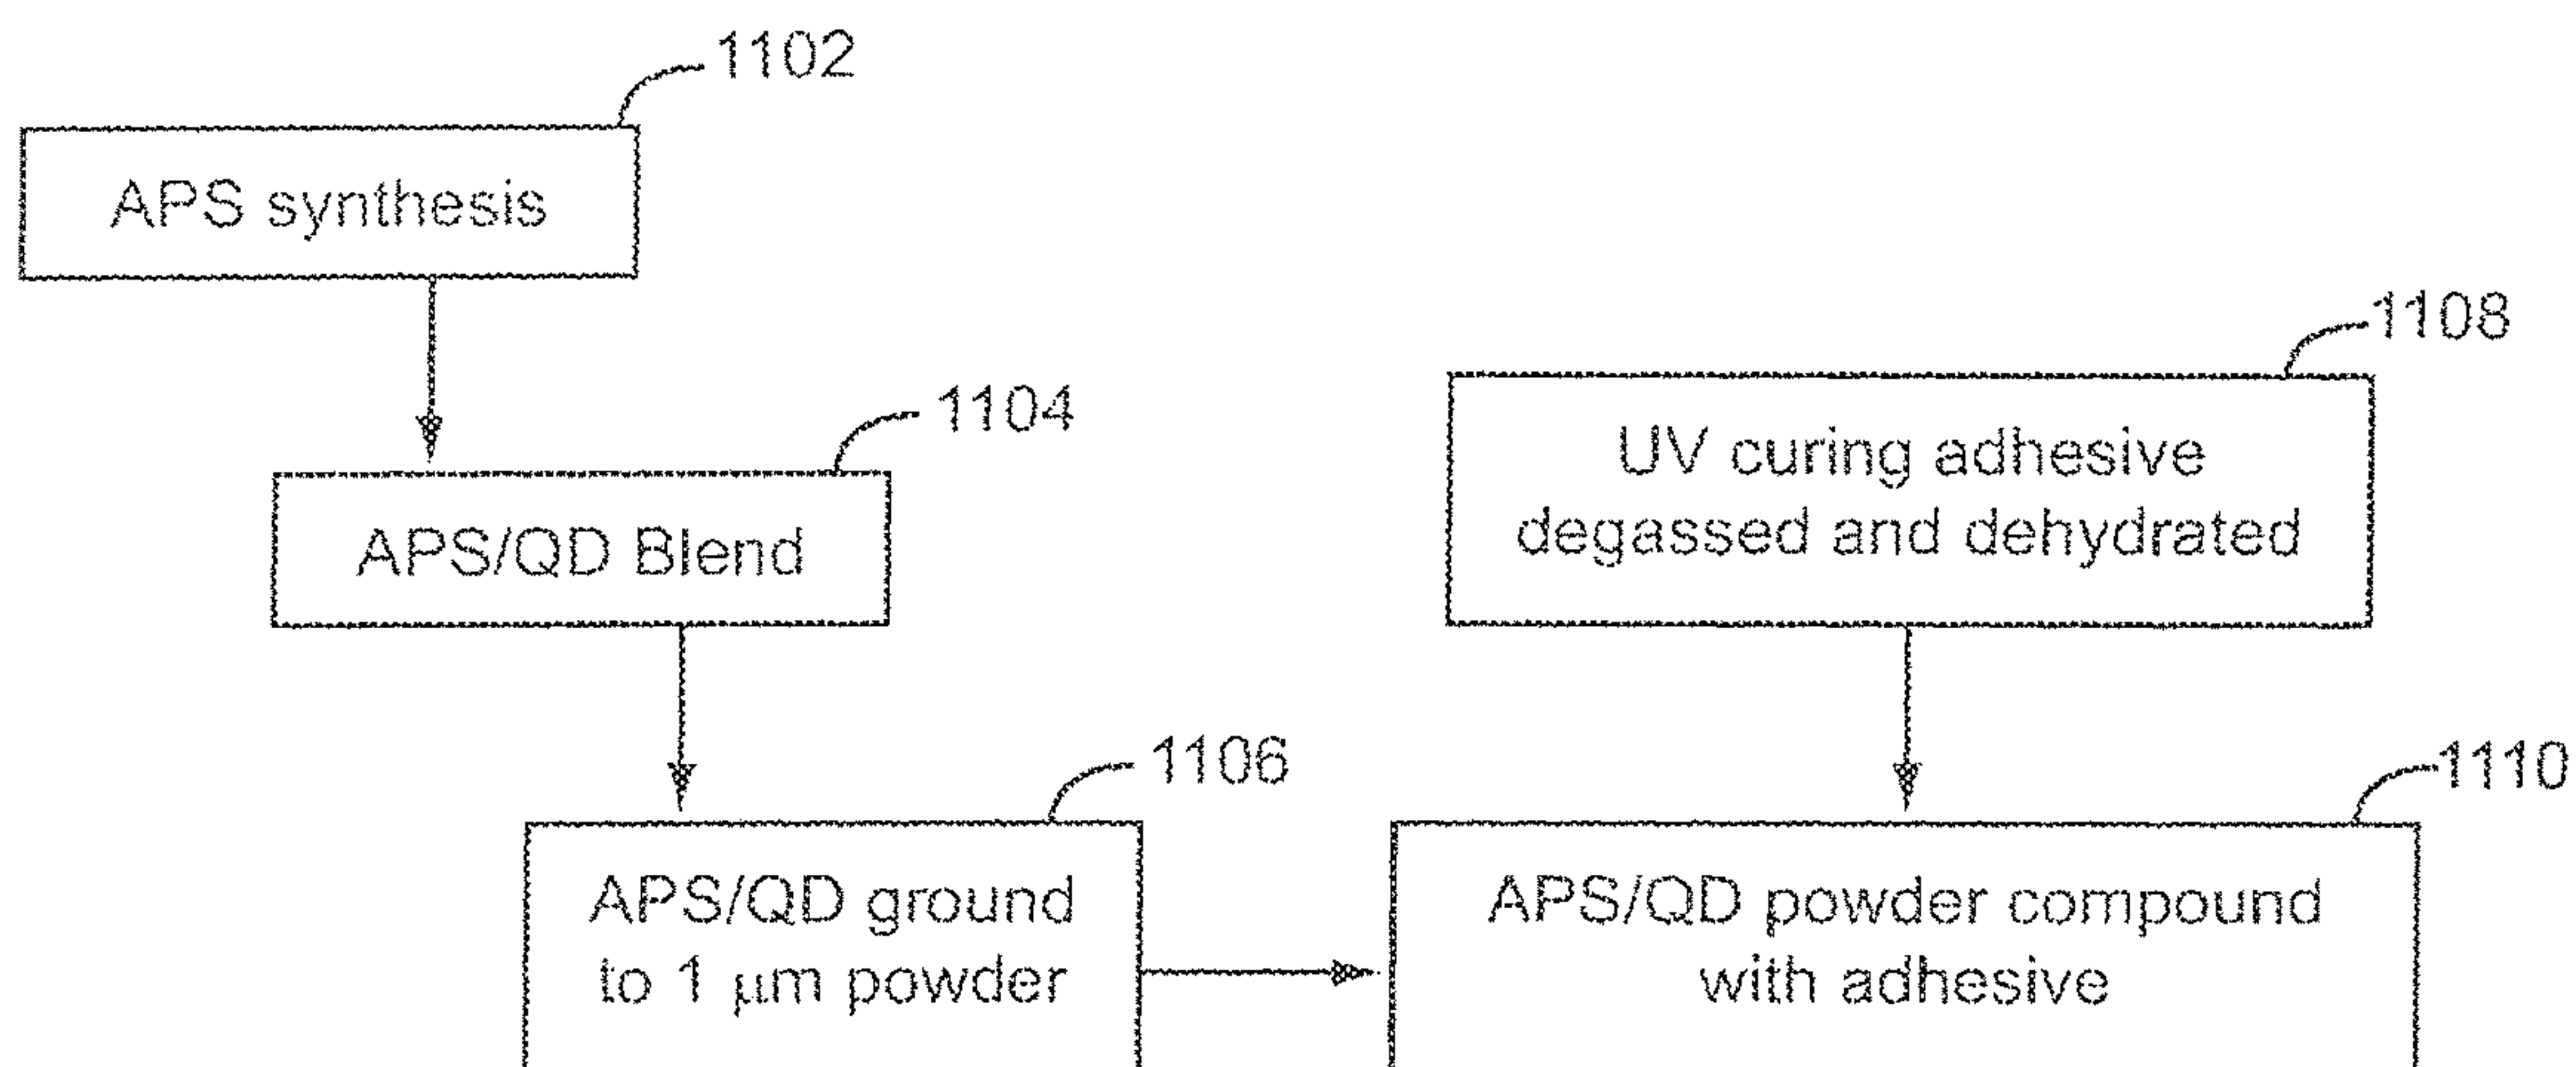 1102
APS synthesis
1104
APS/QD Blend
1108
UV curing adhesive
degassed and dehydrated
1106
APS/QD ground
to 1 μm powder
1110
APS/QD powder compound
with adhesive